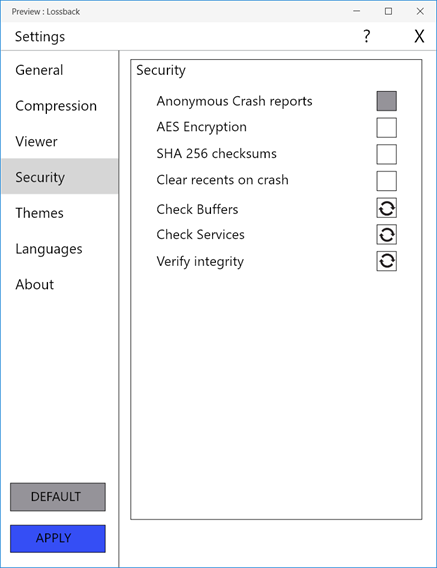 Preview : Lossback
Settings
?
X
General
Compression
Viewer
Security
Themes
Languages
About
DEFAULT
APPLY
Security
Anonymous Crash reports
AES Encryption
SHA 256 checksums
Clear recents on crash
Check Buffers
Check Services
Verify integrity